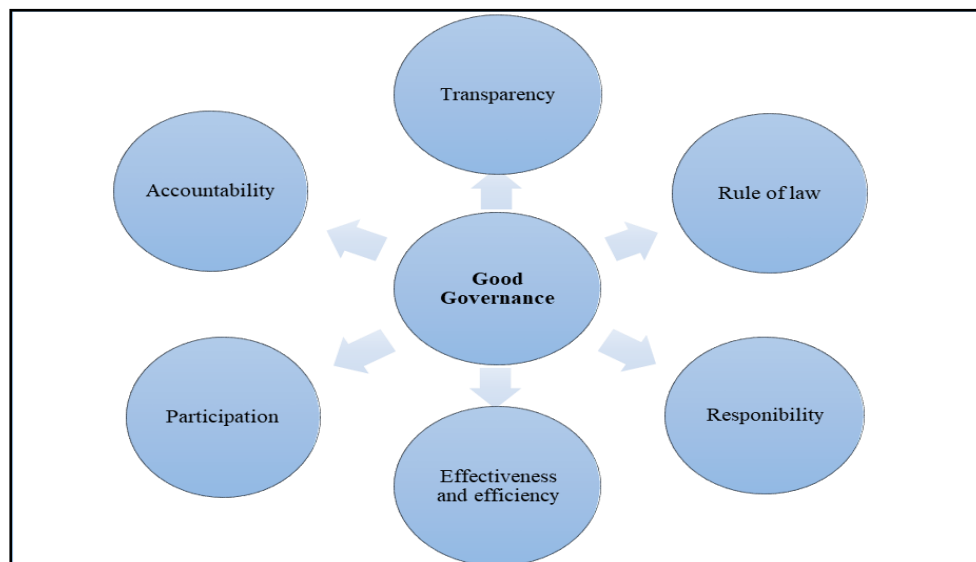 Transparency
Accountability
Rule of law
Good
Governance
Participation
Responibility
Effectiveness
and efficiency